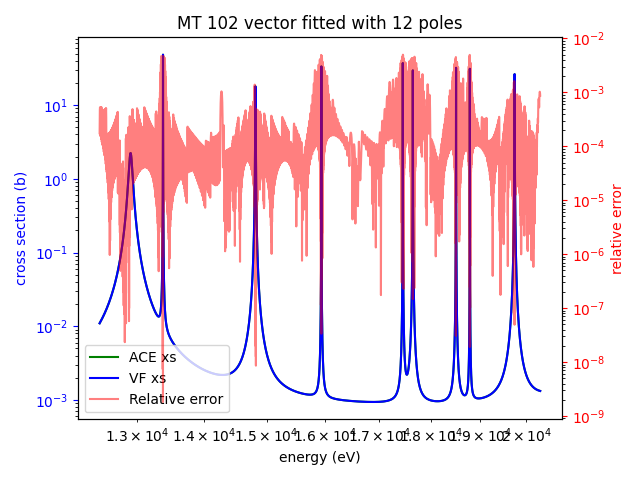 MT 102 vector fitted with 12 poles
cross section (b)
10¹
10⁰
10⁻¹
10⁻²
10⁻³
10⁻²
10⁻³
10⁻⁴
10⁻⁵
10⁻⁶
10⁻⁷
10⁻⁸
10⁻⁹
relative error
ACE xs
VF xs
Relative error
1.3 × 10⁴ 1.4 × 10⁴ 1.5 × 10⁴ 1.6 × 10⁴ 1.7 × 10⁴ 1.8 × 10⁴ 1.9 × 10⁴ 2 × 10⁴
energy (eV)